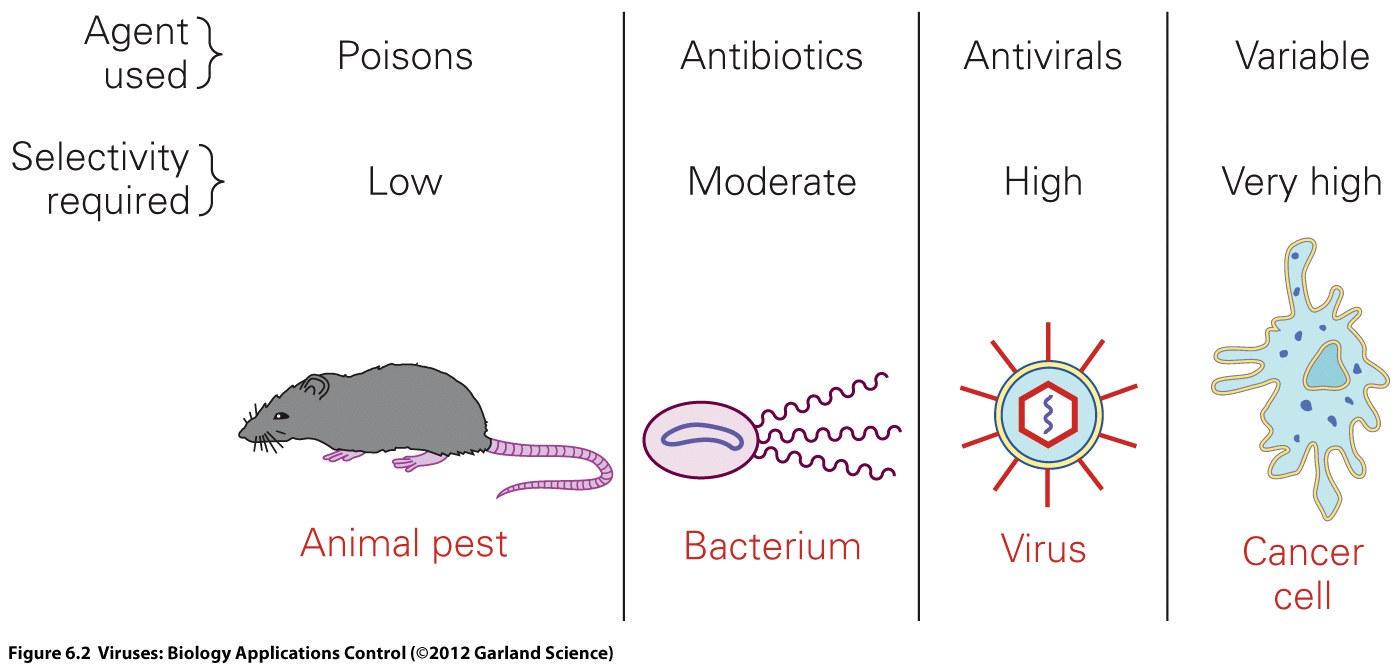 Agent
used
Poisons
Antibiotics
Antivirals
Variable
Selectivity
required
Low
Moderate
High
Very high
Animal pest
Bacterium
Virus
Cancer
cell
Figure 6.2 Viruses: Biology Applications Control (©2012 Garland Science)